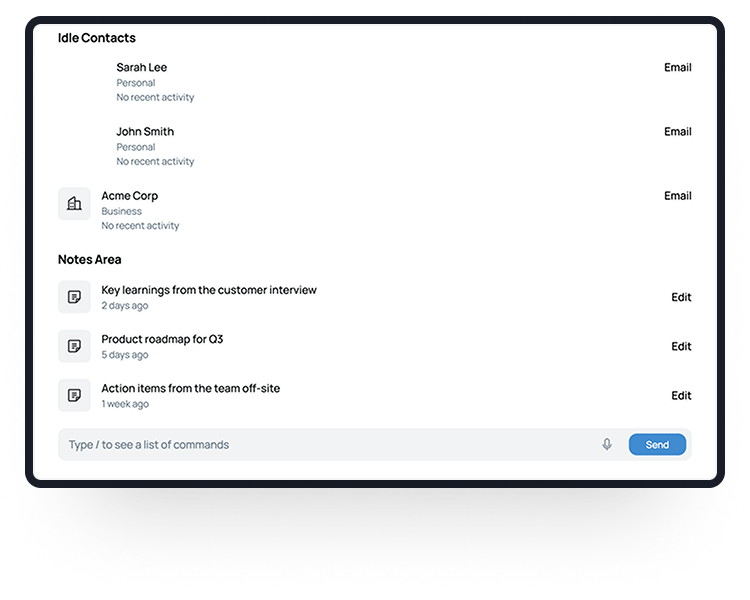 Idle Contacts
Sarah Lee
Email
Personal
No recent activity
John Smith
Email
Personal
No recent activity
Acme Corp
Email
Business
No recent activity
Notes Area
Key learnings from the customer interview
2 days ago
Edit
Product roadmap for Q3
5 days ago
Edit
Action items from the team off-site
1 week ago
Edit
Type / to see a list of commands
Send